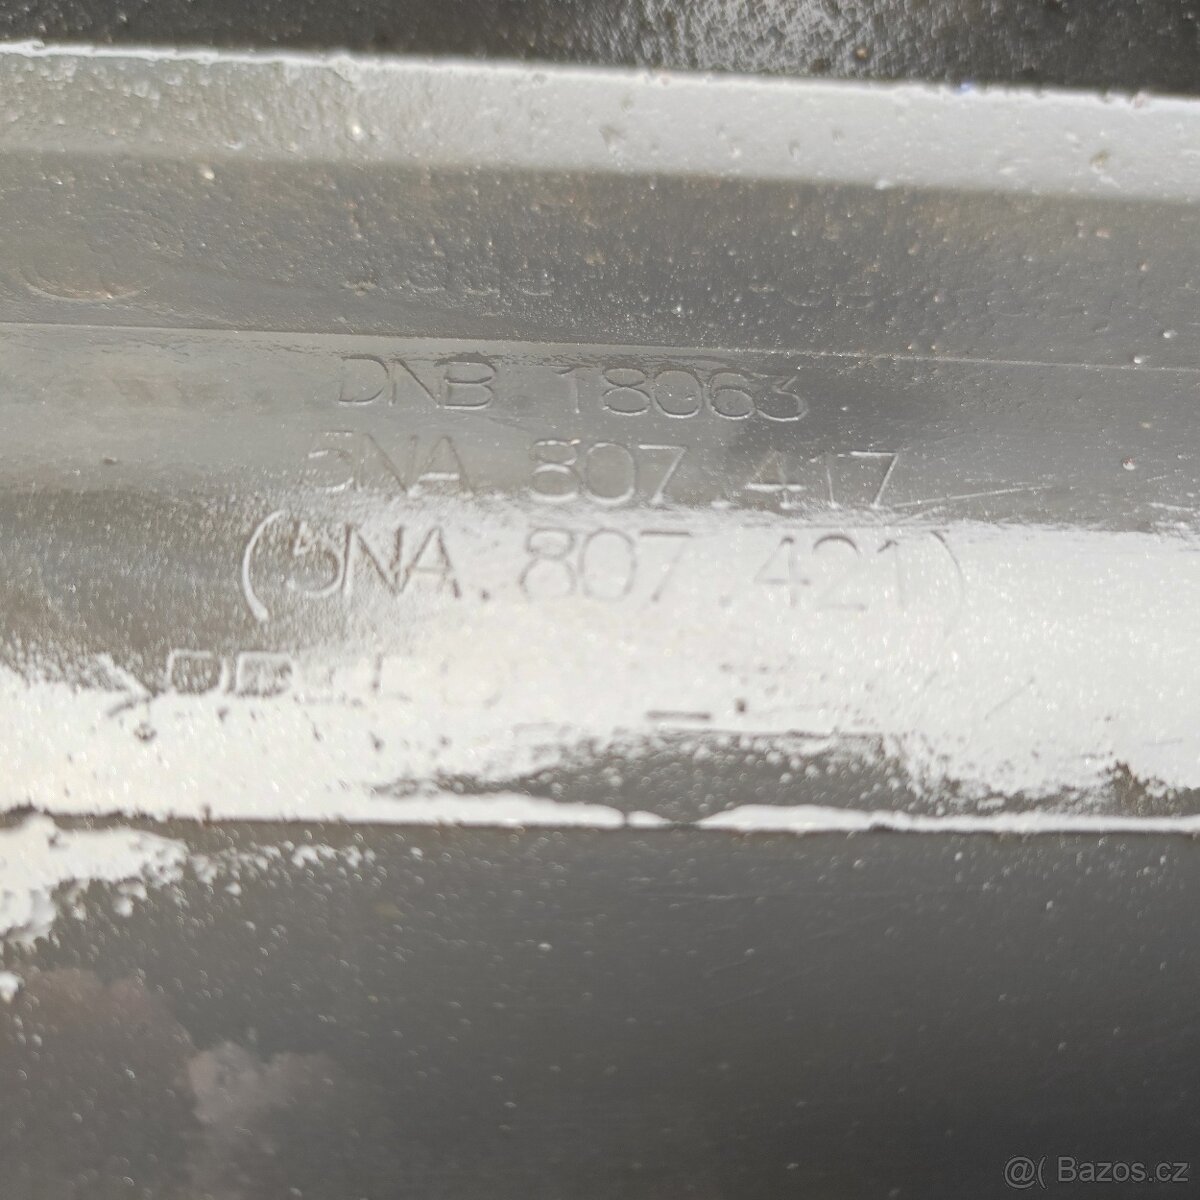 DNB 18063
5NA.807.417
(5NA.807.421)
@( Bazos.cz